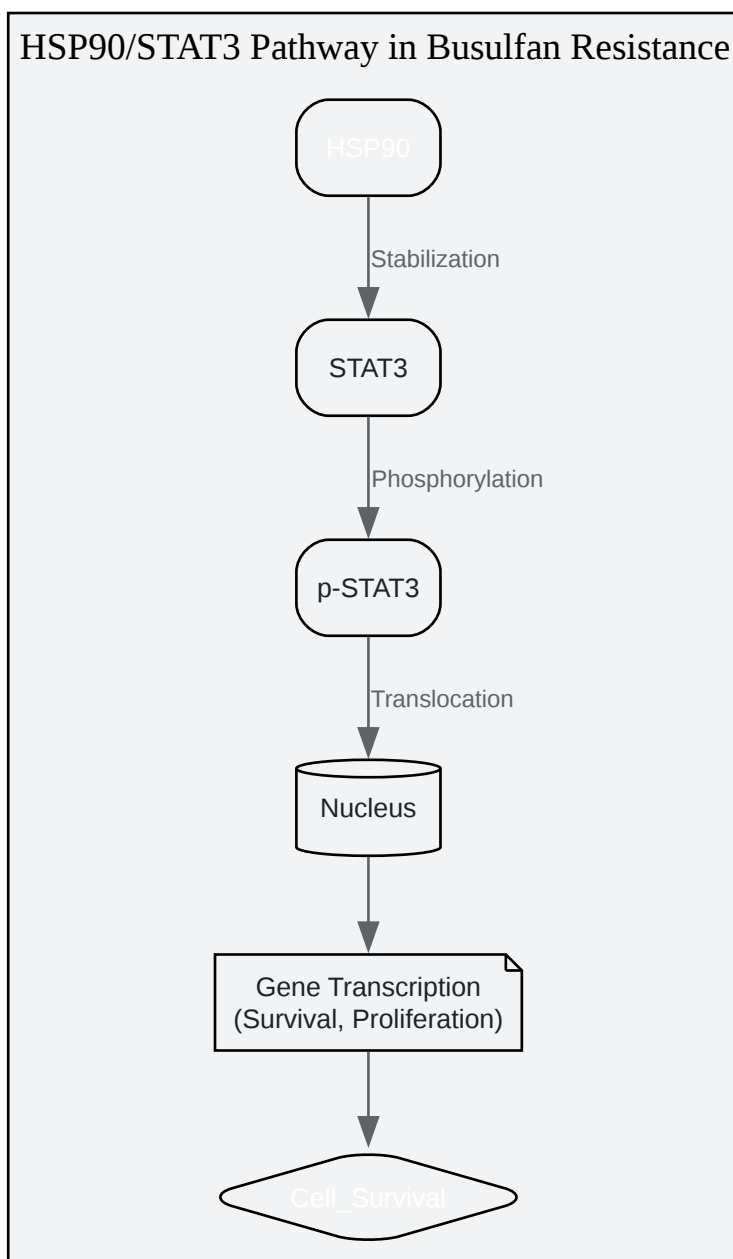 HSP90/STAT3 Pathway in Busulfan Resistance
HSP90
Stabilization
STAT3
Phosphorylation
p-STAT3
Translocation
Nucleus
Gene Transcription
(Survival, Proliferation)
Cell_Survival